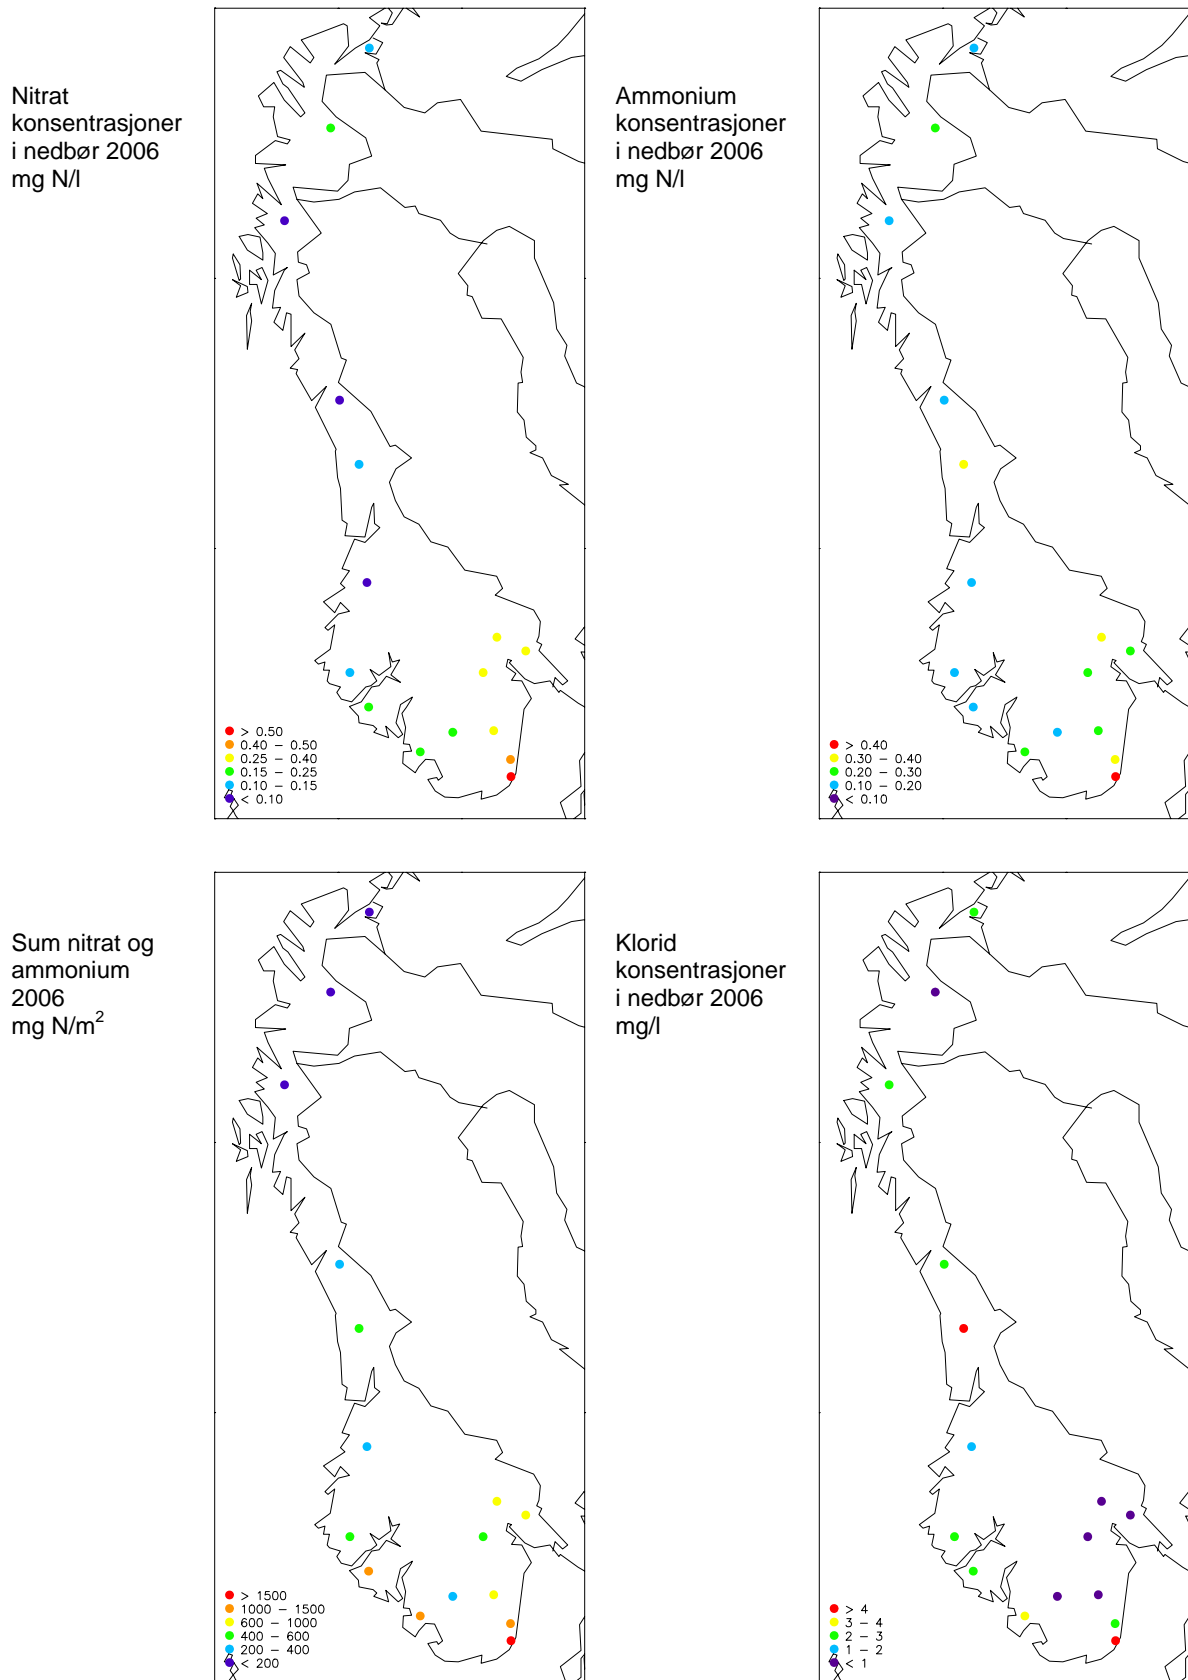 Nitrat
konsentrasjoner
i nedbør 2006
mg N/l
> 0.50
0.40 – 0.50
0.25 – 0.40
0.15 – 0.25
0.10 – 0.15
< 0.10
Ammonium
konsentrasjoner
i nedbør 2006
mg N/l
> 0.40
0.30 – 0.40
0.20 – 0.30
0.10 – 0.20
< 0.10
Sum nitrat og
ammonium
2006
mg N/m²
> 1500
1000 – 1500
600 – 1000
400 – 600
200 – 400
< 200
Klorid
konsentrasjoner
i nedbør 2006
mg/l
> 4
3 – 4
2 – 3
1 – 2
< 1